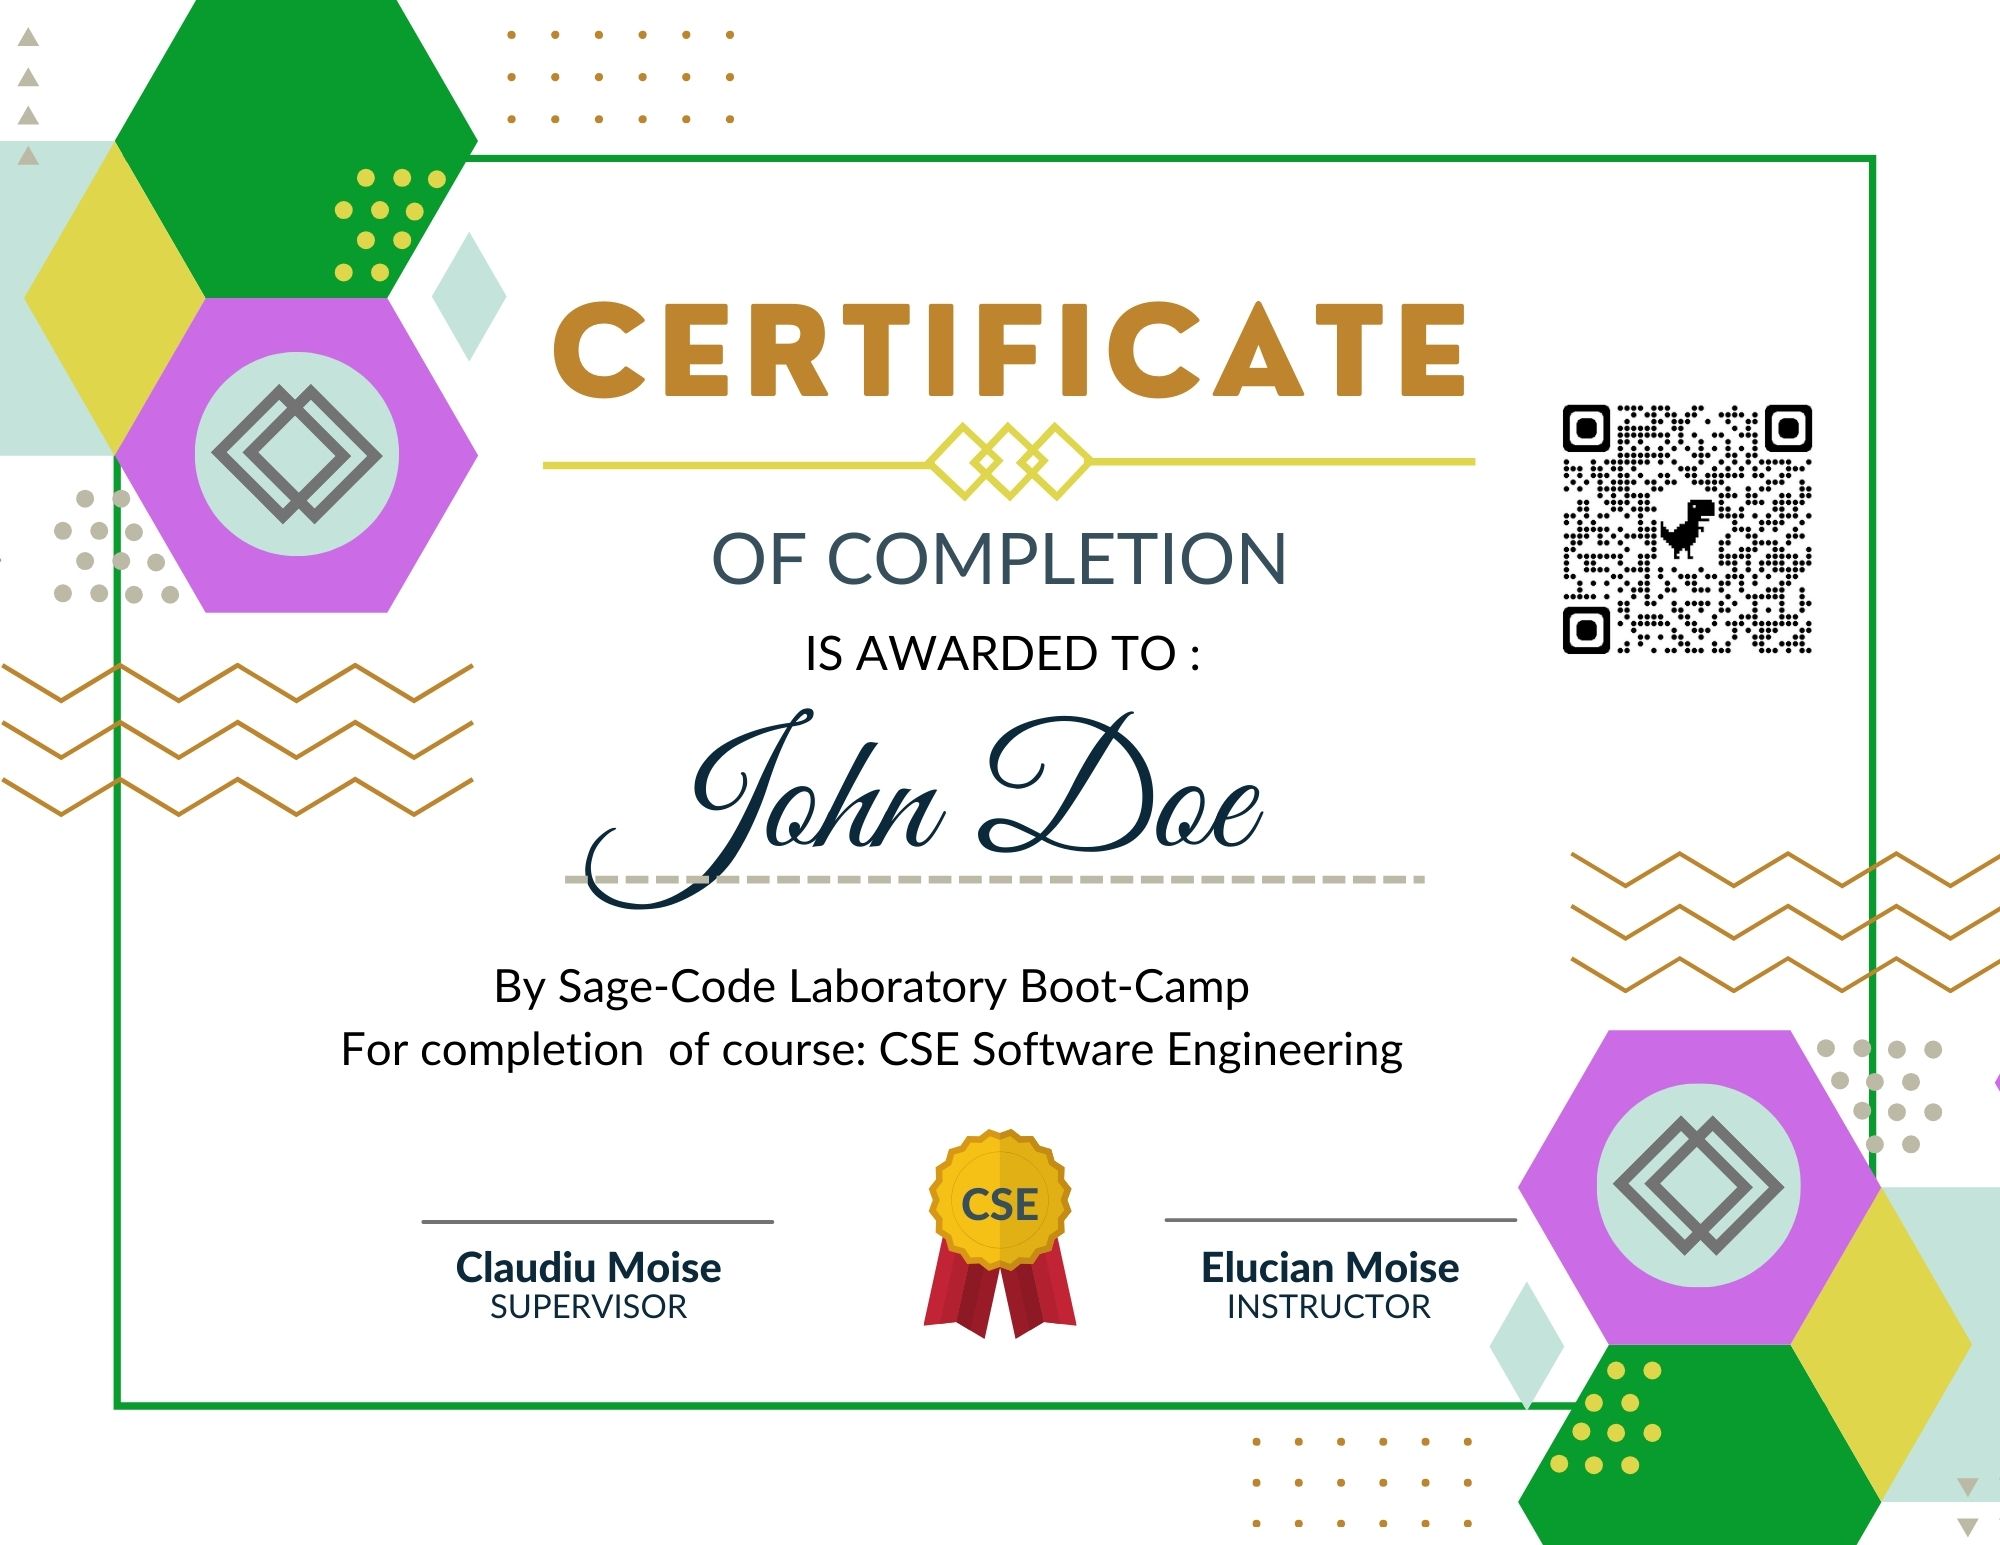 CERTIFICATE
OF COMPLETION
IS AWARDED TO :
John Doe
By Sage-Code Laboratory Boot-Camp
For completion  of course: CSE Software Engineering
CSE
Claudiu Moise
SUPERVISOR
Elucian Moise
INSTRUCTOR